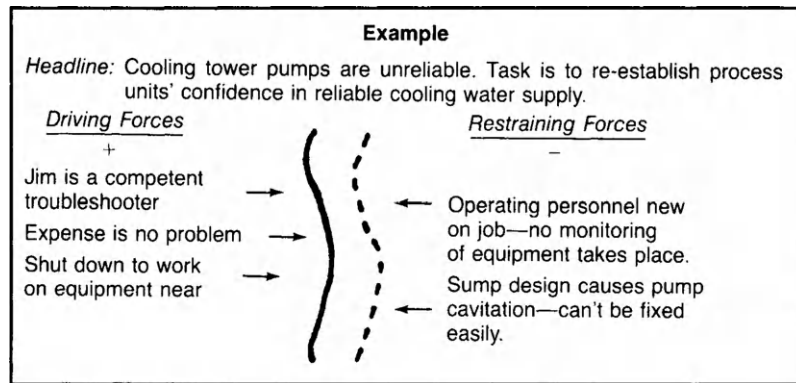 Example
Headline: Cooling tower pumps are unreliable. Task is to re-establish process
units' confidence in reliable cooling water supply.
Driving Forces
+
Jim is a competent
troubleshooter
Expense is no problem
Shut down to work
on equipment near
Restraining Forces
−
Operating personnel new
on job—no monitoring
of equipment takes place.
Sump design causes pump
cavitation—can't be fixed
easily.